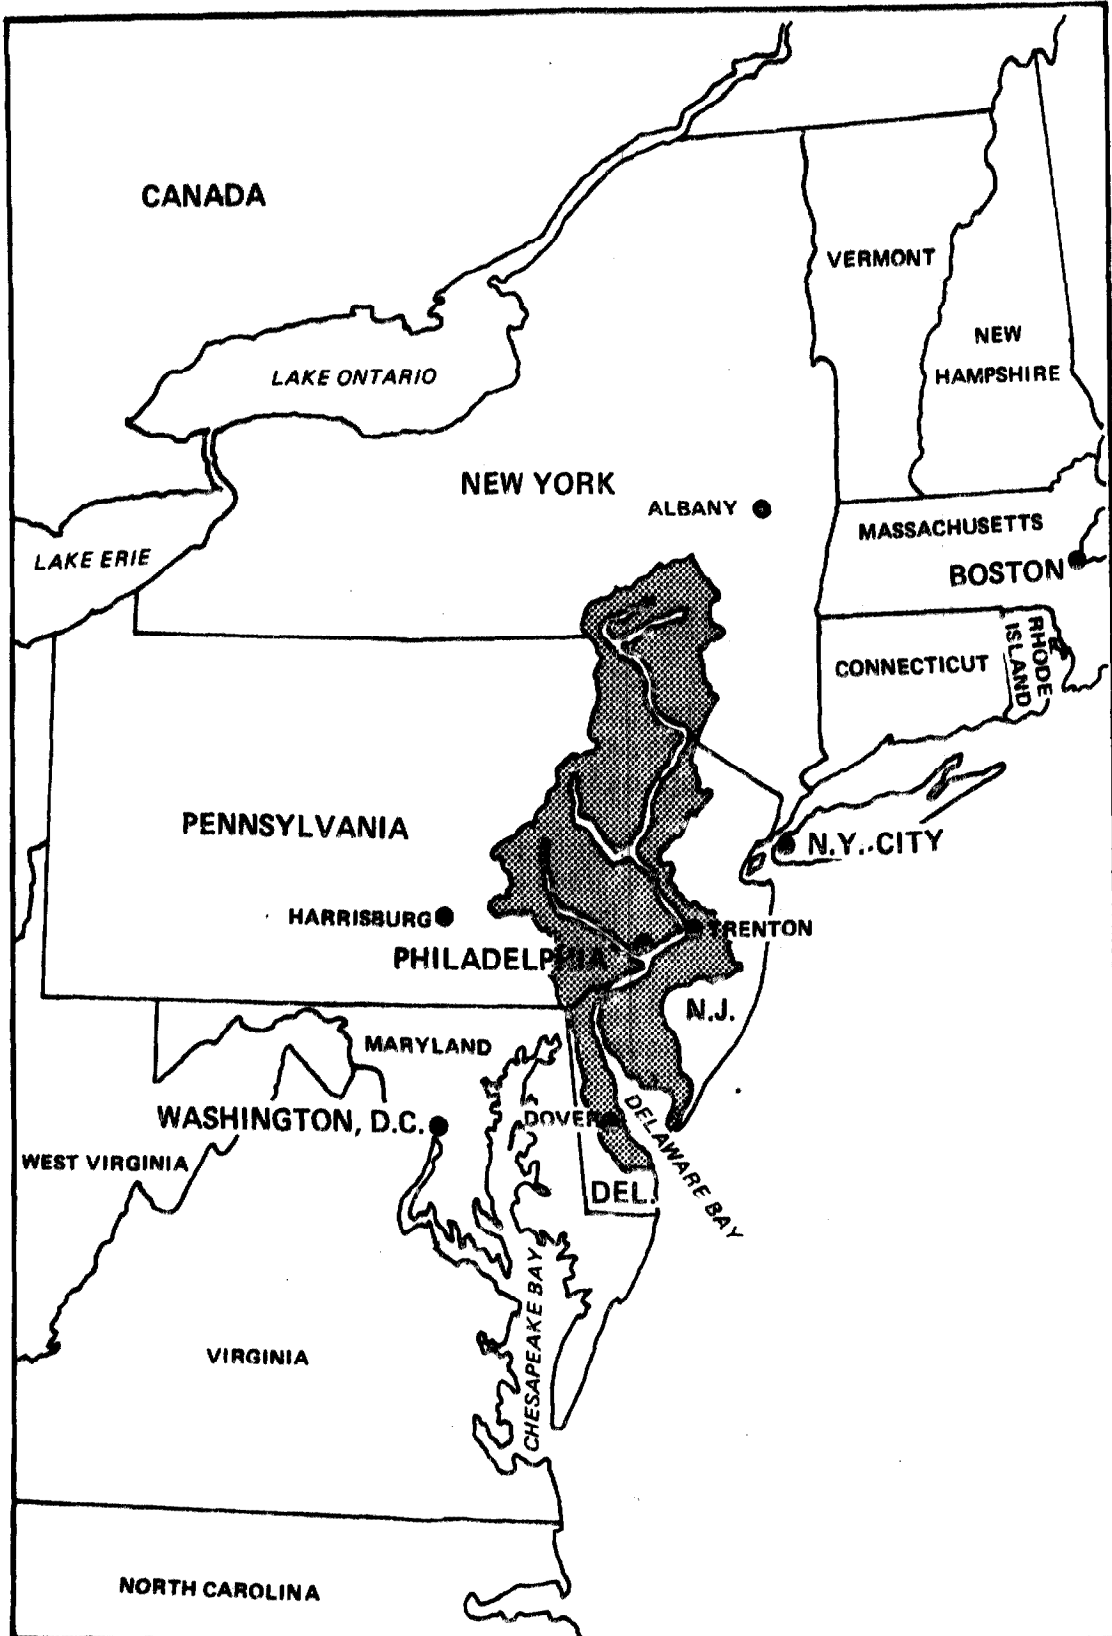 CANADA
VERMONT
NEW
HAMPSHIRE
LAKE ONTARIO
NEW YORK
ALBANY
MASSACHUSETTS
LAKE ERIE
BOSTON
CONNECTICUT
RHODE
ISLAND
PENNSYLVANIA
N.Y. CITY
HARRISBURG
TRENTON
PHILADELPHIA
N.J.
MARYLAND
WASHINGTON, D.C.
DOVER
DELAWARE BAY
WEST VIRGINIA
DEL.
CHESAPEAKE BAY
VIRGINIA
NORTH CAROLINA